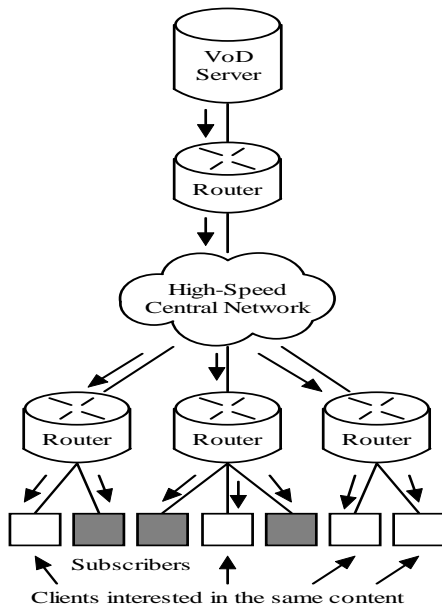 VoD
Server
Router
High-Speed
Central Network
Router
Router
Router
Subscribers
Clients interested in the same content